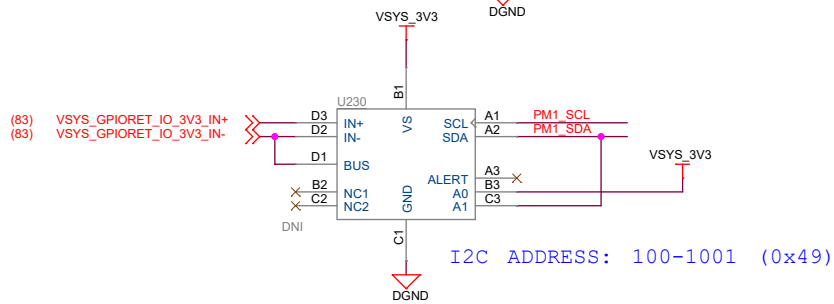 DGND
VSYS_3V3
B1
U230
(83) VSYS_GPIORET_IO_3V3_IN+ D3 IN+ VS SCL A1 PM1_SCL
(83) VSYS_GPIORET_IO_3V3_IN- D2 IN- SDA A2 PM1_SDA
D1 BUS
VSYS_3V3
ALERT A3
B2 NC1 A0 B3
C2 NC2 GND A1 C3
DNI
C1
I2C ADDRESS: 100-1001 (0x49)
DGND